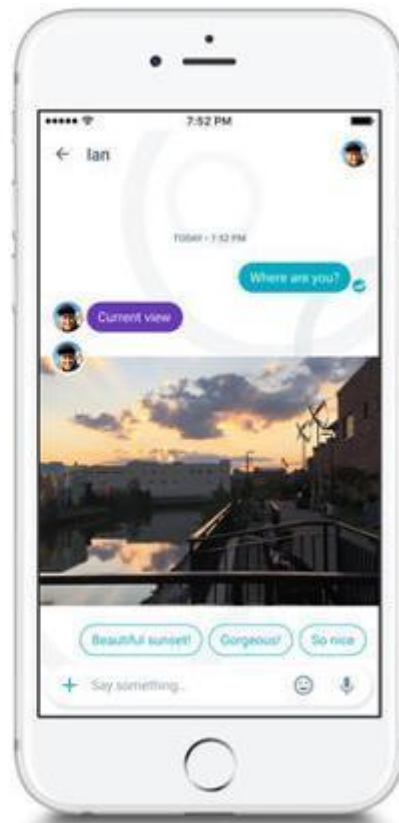 7:52 PM
Ian
TODAY • 7:52 PM
Where are you?
Current view
Beautiful sunset!
Gorgeous!
So nice
Say something...